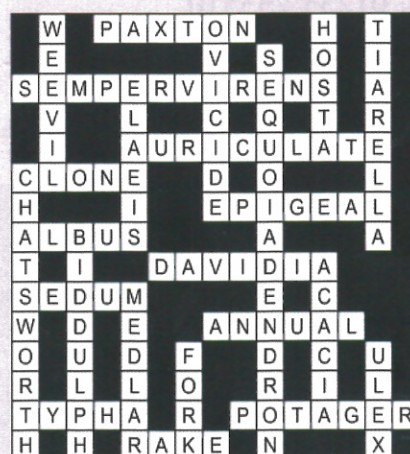 W PAXTON H T
E V S O I
SEMPERVIRENS A
V L C Q T R
I AURICULATE
CLONE D O L
H I EPIGEAL L
ALBUS A A
T I DAVIDIA
SEDUM E C
W D E ANNUAL
O U D F D C U
R L L O R I L
TYPHA R POTAGER
H H RAKE N X